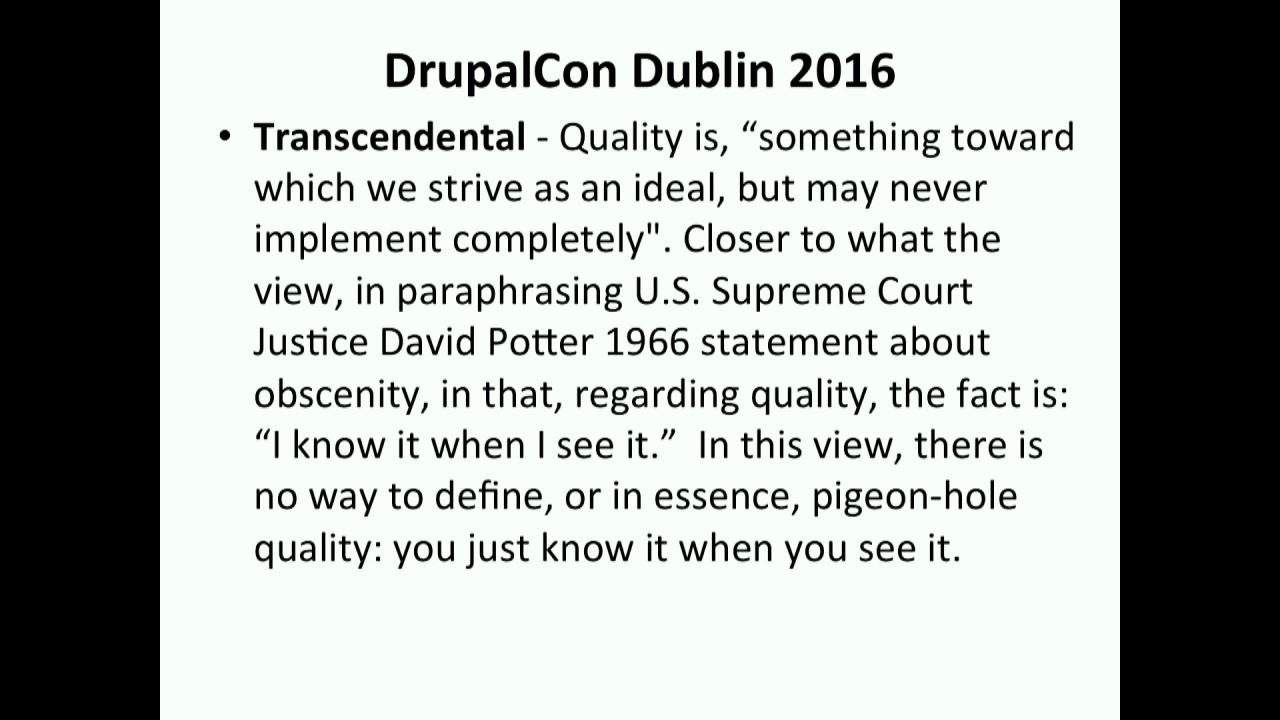 DrupalCon Dublin 2016
• Transcendental - Quality is, “something toward
which we strive as an ideal, but may never
implement completely". Closer to what the
view, in paraphrasing U.S. Supreme Court
Justice David Potter 1966 statement about
obscenity, in that, regarding quality, the fact is:
“I know it when I see it.”  In this view, there is
no way to define, or in essence, pigeon-hole
quality: you just know it when you see it.